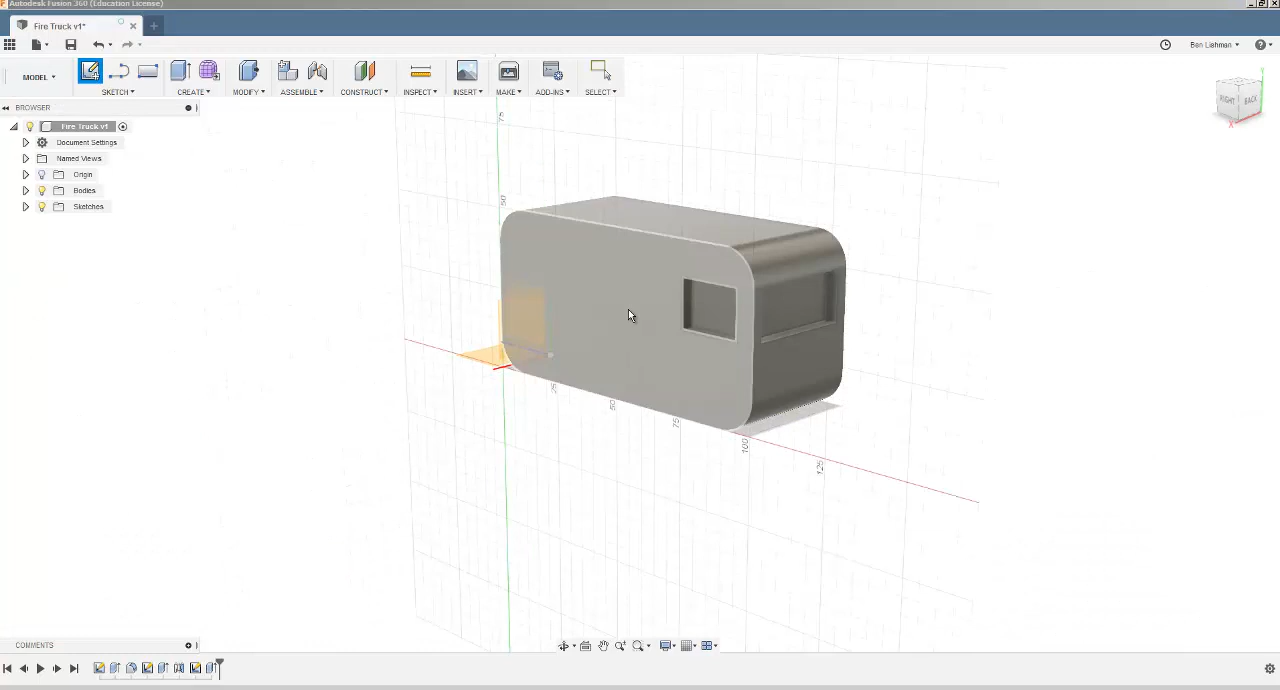 Autodesk Fusion 360 (Education License)
Fire Truck v1*
Ben Lishman
MODEL
SKETCH
CREATE
MODIFY
ASSEMBLE
CONSTRUCT
INSPECT
INSERT
MAKE
ADD-INS
SELECT
BROWSER
Fire Truck v1
Document Settings
Named Views
Origin
Bodies
Sketches
RIGHT
BACK
Y
X
75
50
25
50
75
100
125
COMMENTS